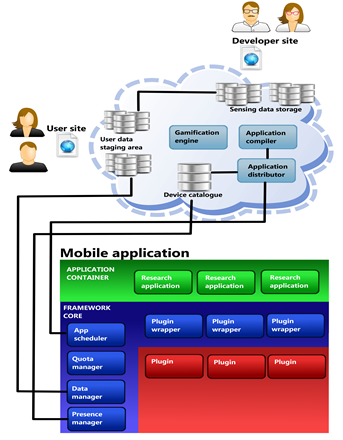 Developer site
User site
Sensing data storage
User data
staging area
Gamification
engine
Application
compiler
Application
distributor
Device catalogue
Mobile application
APPLICATION
CONTAINER
Research
application
Research
application
Research
application
FRAMEWORK
CORE
App
scheduler
Plugin
wrapper
Plugin
wrapper
Plugin
wrapper
Quota
manager
Plugin
Plugin
Plugin
Data
manager
Presence
manager